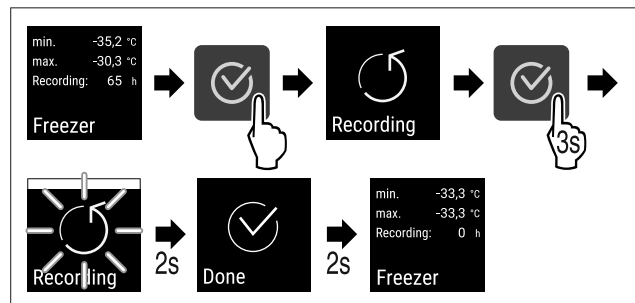 min. -35,2 °C
max. -30,3 °C
Recording: 65 h
Freezer
Recording
3s
Recording
2s
Done
2s
min. -33,3 °C
max. -33,3 °C
Recording: 0 h
Freezer